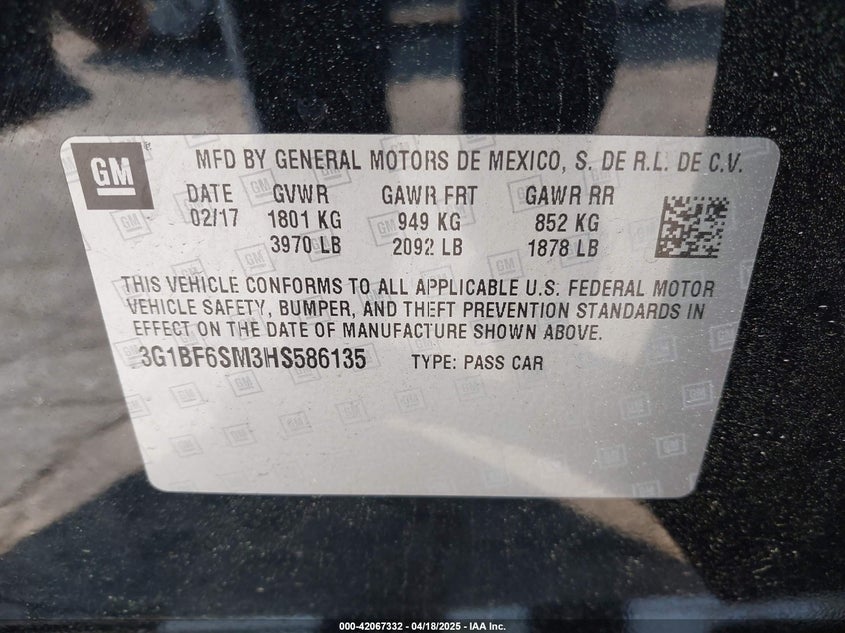 GM MFD BY GENERAL MOTORS DE MEXICO, S. DE R.L. DE C.V.
DATE GVWR GAWR FRT GAWR RR
02/17 1801 KG 949 KG 852 KG
3970 LB 2092 LB 1878 LB
THIS VEHICLE CONFORMS TO ALL APPLICABLE U.S. FEDERAL MOTOR
VEHICLE SAFETY, BUMPER, AND THEFT PREVENTION STANDARDS IN
EFFECT ON THE DATE OF MANUFACTURE SHOWN ABOVE.
3G1BF6SM3HS586135 TYPE: PASS CAR
000-42067332 / 04/18/2025 - IAA Inc.